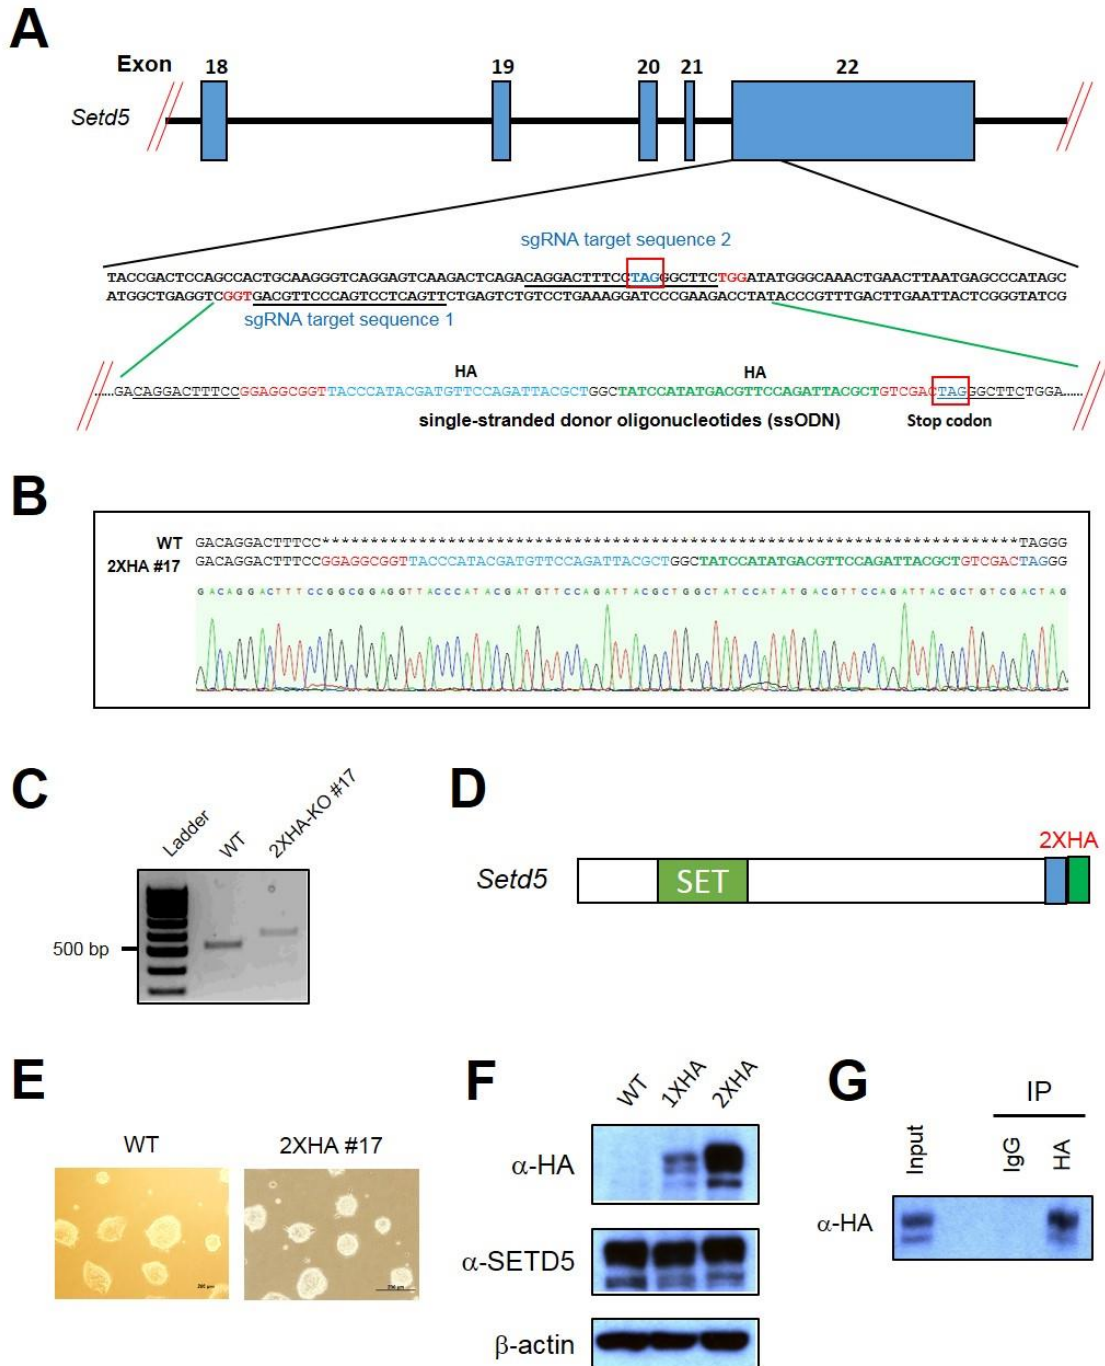 A
Exon 18 19 20 21 22
Setd5
sgRNA target sequence 2
TACCGACTCCAGCCACTGCAAGGGTCAGGAGTCAAGACTCAGACAGGACTTTCCTAGGGCTTCTGGATATGGGCAAACTGAACTTAATGAGCCCATAGC
ATGGCTGAGGTCGGTGACGTTCCCAGTCCTCAGTTCTGAGTCTGTCCTGAAAGGATCCCGAAGACCTATACCCGTTTGACTTGAATTACTCGGGTATCG
sgRNA target sequence 1
HA HA
......GACAGGACTTTCCGGAGGCGGTTACCCATACGATGTTCCAGATTACGCTGGCTATCCATATGACGTTCCAGATTACGCTGTCGACTAGGGCTTCTGGA......
single-stranded donor oligonucleotides (ssODN) Stop codon
B
WT GACAGGACTTTCC**********************************************************************TAGGG
2XHA #17 GACAGGACTTTCCGGAGGCGGTTACCCATACGATGTTCCAGATTACGCTGGCTATCCATATGACGTTCCAGATTACGCTGTCGACTAGGG
GACAGGACTTTCCGGCGGAGGTTACCCATACGATGTTCCAGATTACGCTGGCTATCCATATGACGTTCCAGATTACGCTGTCGACTAG
C
Ladder WT 2XHA-KO #17
500 bp
D
2XHA
Setd5 SET
E
WT 2XHA #17
F
WT 1XHA 2XHA
α-HA
α-SETD5
β-actin
G
IP
Input IgG HA
α-HA